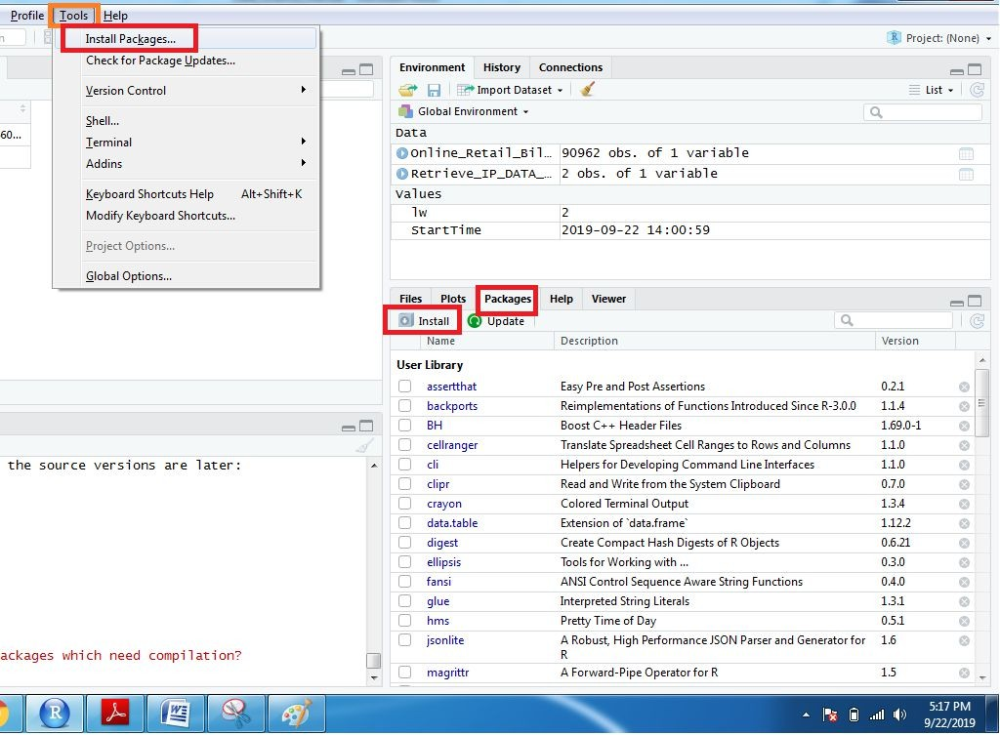 Profile Tools Help
Install Packages...
Check for Package Updates...
Version Control
Shell...
Terminal
Addins
Keyboard Shortcuts Help Alt+Shift+K
Modify Keyboard Shortcuts...
Project Options...
Global Options...
60...
the source versions are later:
ackages which need compilation?
Project: (None)
Environment History Connections
Import Dataset List
Global Environment
Data
Online_Retail_Bil... 90962 obs. of 1 variable
Retrieve_IP_DATA_... 2 obs. of 1 variable
Values
lw 2
StartTime 2019-09-22 14:00:59
Files Plots Packages Help Viewer
Install Update
Name Description Version
User Library
assertthat Easy Pre and Post Assertions 0.2.1
backports Reimplementations of Functions Introduced Since R-3.0.0 1.1.4
BH Boost C++ Header Files 1.69.0-1
cellranger Translate Spreadsheet Cell Ranges to Rows and Columns 1.1.0
cli Helpers for Developing Command Line Interfaces 1.1.0
clipr Read and Write from the System Clipboard 0.7.0
crayon Colored Terminal Output 1.3.4
data.table Extension of `data.frame` 1.12.2
digest Create Compact Hash Digests of R Objects 0.6.21
ellipsis Tools for Working with ... 0.3.0
fansi ANSI Control Sequence Aware String Functions 0.4.0
glue Interpreted String Literals 1.3.1
hms Pretty Time of Day 0.5.1
jsonlite A Robust, High Performance JSON Parser and Generator for 1.6
R
magrittr A Forward-Pipe Operator for R 1.5
5:17 PM
9/22/2019